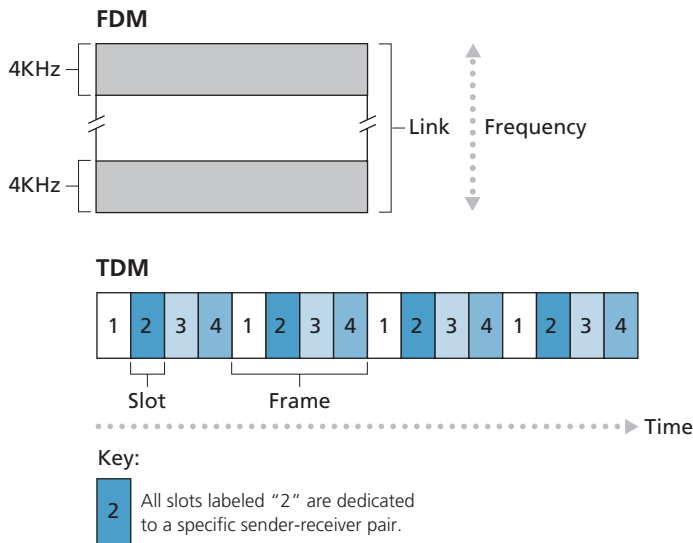 FDM
4KHz
Link
Frequency
4KHz
TDM
1 2 3 4 1 2 3 4 1 2 3 4 1 2 3 4
Slot
Frame
Time
Key:
2
All slots labeled “2” are dedicated
to a specific sender-receiver pair.